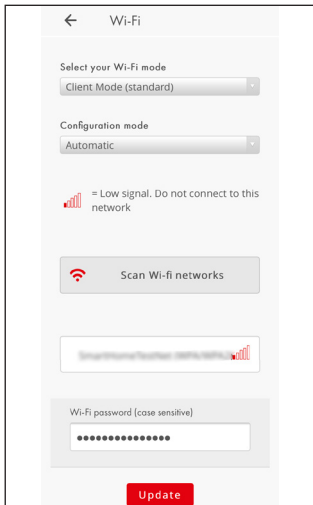 Wi-Fi
Select your Wi-Fi mode
Client Mode (standard)
Configuration mode
Automatic
= Low signal. Do not connect to this
network
Scan Wi-fi networks
Wi-Fi password (case sensitive)
Update